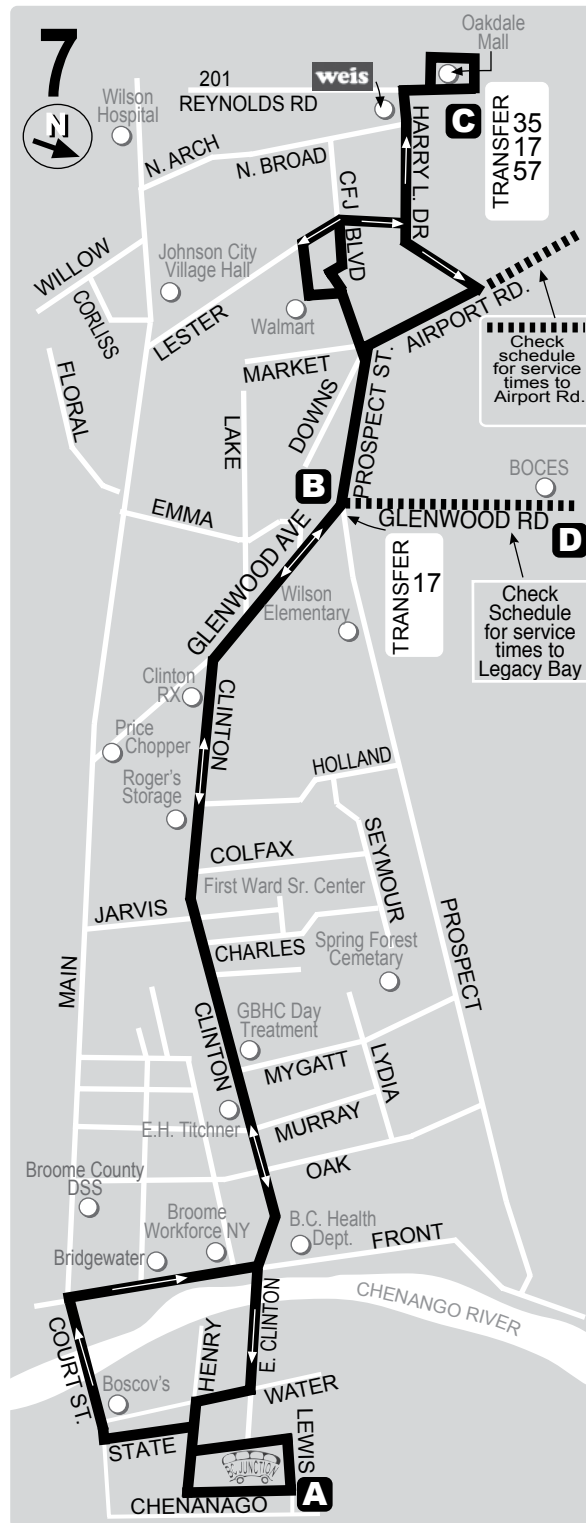 7
N
Oakdale
Mall
weis
201
REYNOLDS RD
Wilson
Hospital
N. ARCH
N. BROAD
HARRY L. DR
C
TRANSFER
35
17
57
CFJ BLVD
WILLOW
CORLISS
Johnson City
Village Hall
LESTER
Walmart
AIRPORT RD.
Check
schedule
for service
times to
Airport Rd.
MARKET
FLORAL
DOWNS
PROSPECT ST.
LAKE
BOCES
B
EMMA
GLENWOOD RD
D
GLENWOOD AVE
TRANSFER
17
Check
Schedule
for service
times to
Legacy Bay
Wilson
Elementary
Clinton
RX
CLINTON
Price
Chopper
Roger's
Storage
HOLLAND
COLFAX
SEYMOUR
First Ward Sr. Center
JARVIS
CHARLES
PROSPECT
MAIN
Spring Forest
Cemetary
CLINTON
GBHC Day
Treatment
MYGATT
LYDIA
E.H. Titchner
MURRAY
OAK
Broome County
DSS
Broome
Workforce NY
B.C. Health
Dept.
FRONT
Bridgewater
CHENANGO RIVER
COURT ST.
HENRY
E. CLINTON
Boscov's
WATER
STATE
LEWIS
B.C. JUNCTION
A
CHENANAGO